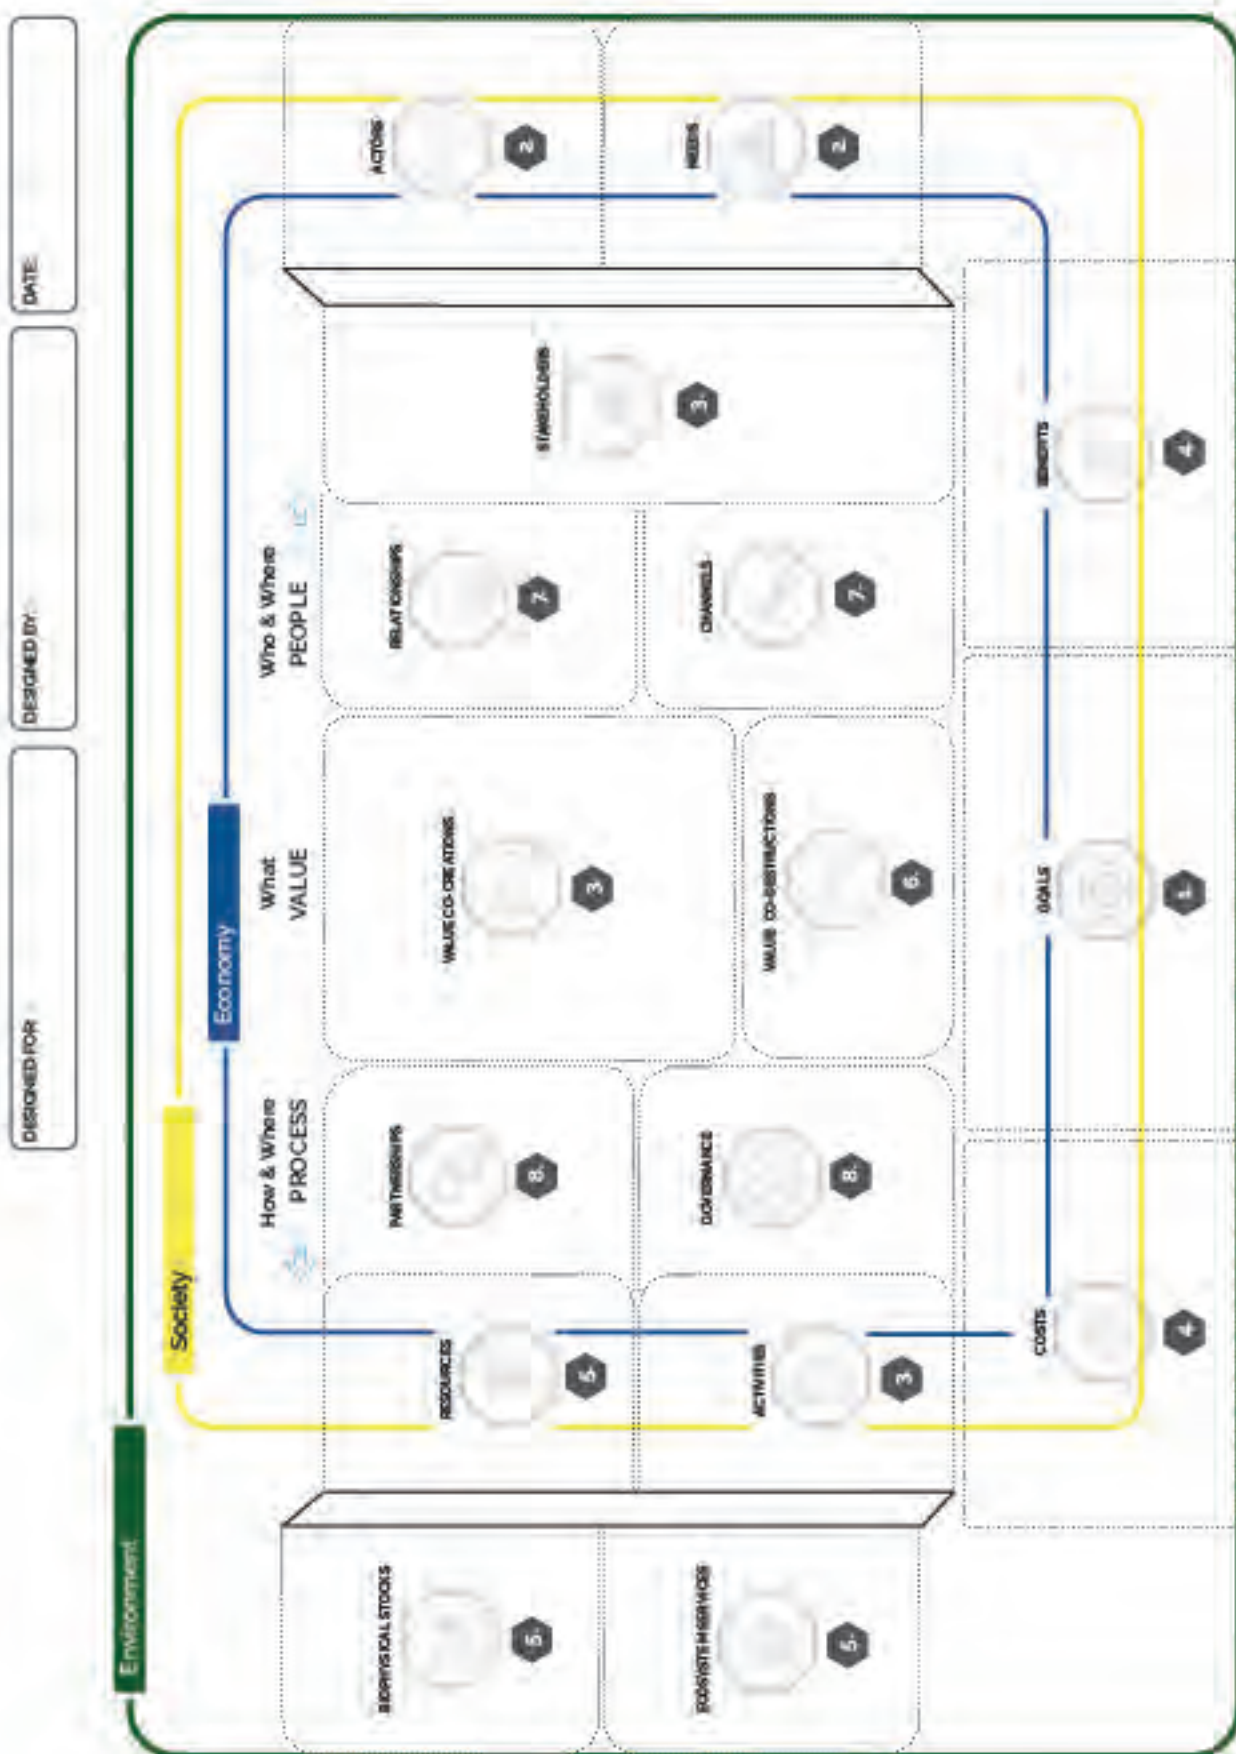 DESIGNED FOR:
DESIGNED BY:
DATE:
Environment
Society
Economy
How & Where
PROCESS
What
VALUE
Who & Where
PEOPLE
BIOPHYSICAL STOCKS
5.
ECOSYSTEM SERVICES
5.
RESOURCES
5.
ACTIVITIES
3.
PARTNERSHIPS
8.
GOVERNANCE
8.
VALUE CO-CREATIONS
3
VALUE CO-DESTRUCTIONS
6.
RELATIONSHIPS
7.
CHANNELS
7.
STAKEHOLDERS
3.
ACTORS
2.
NEEDS
2.
COSTS
4.
GOALS
1.
BENEFITS
4.